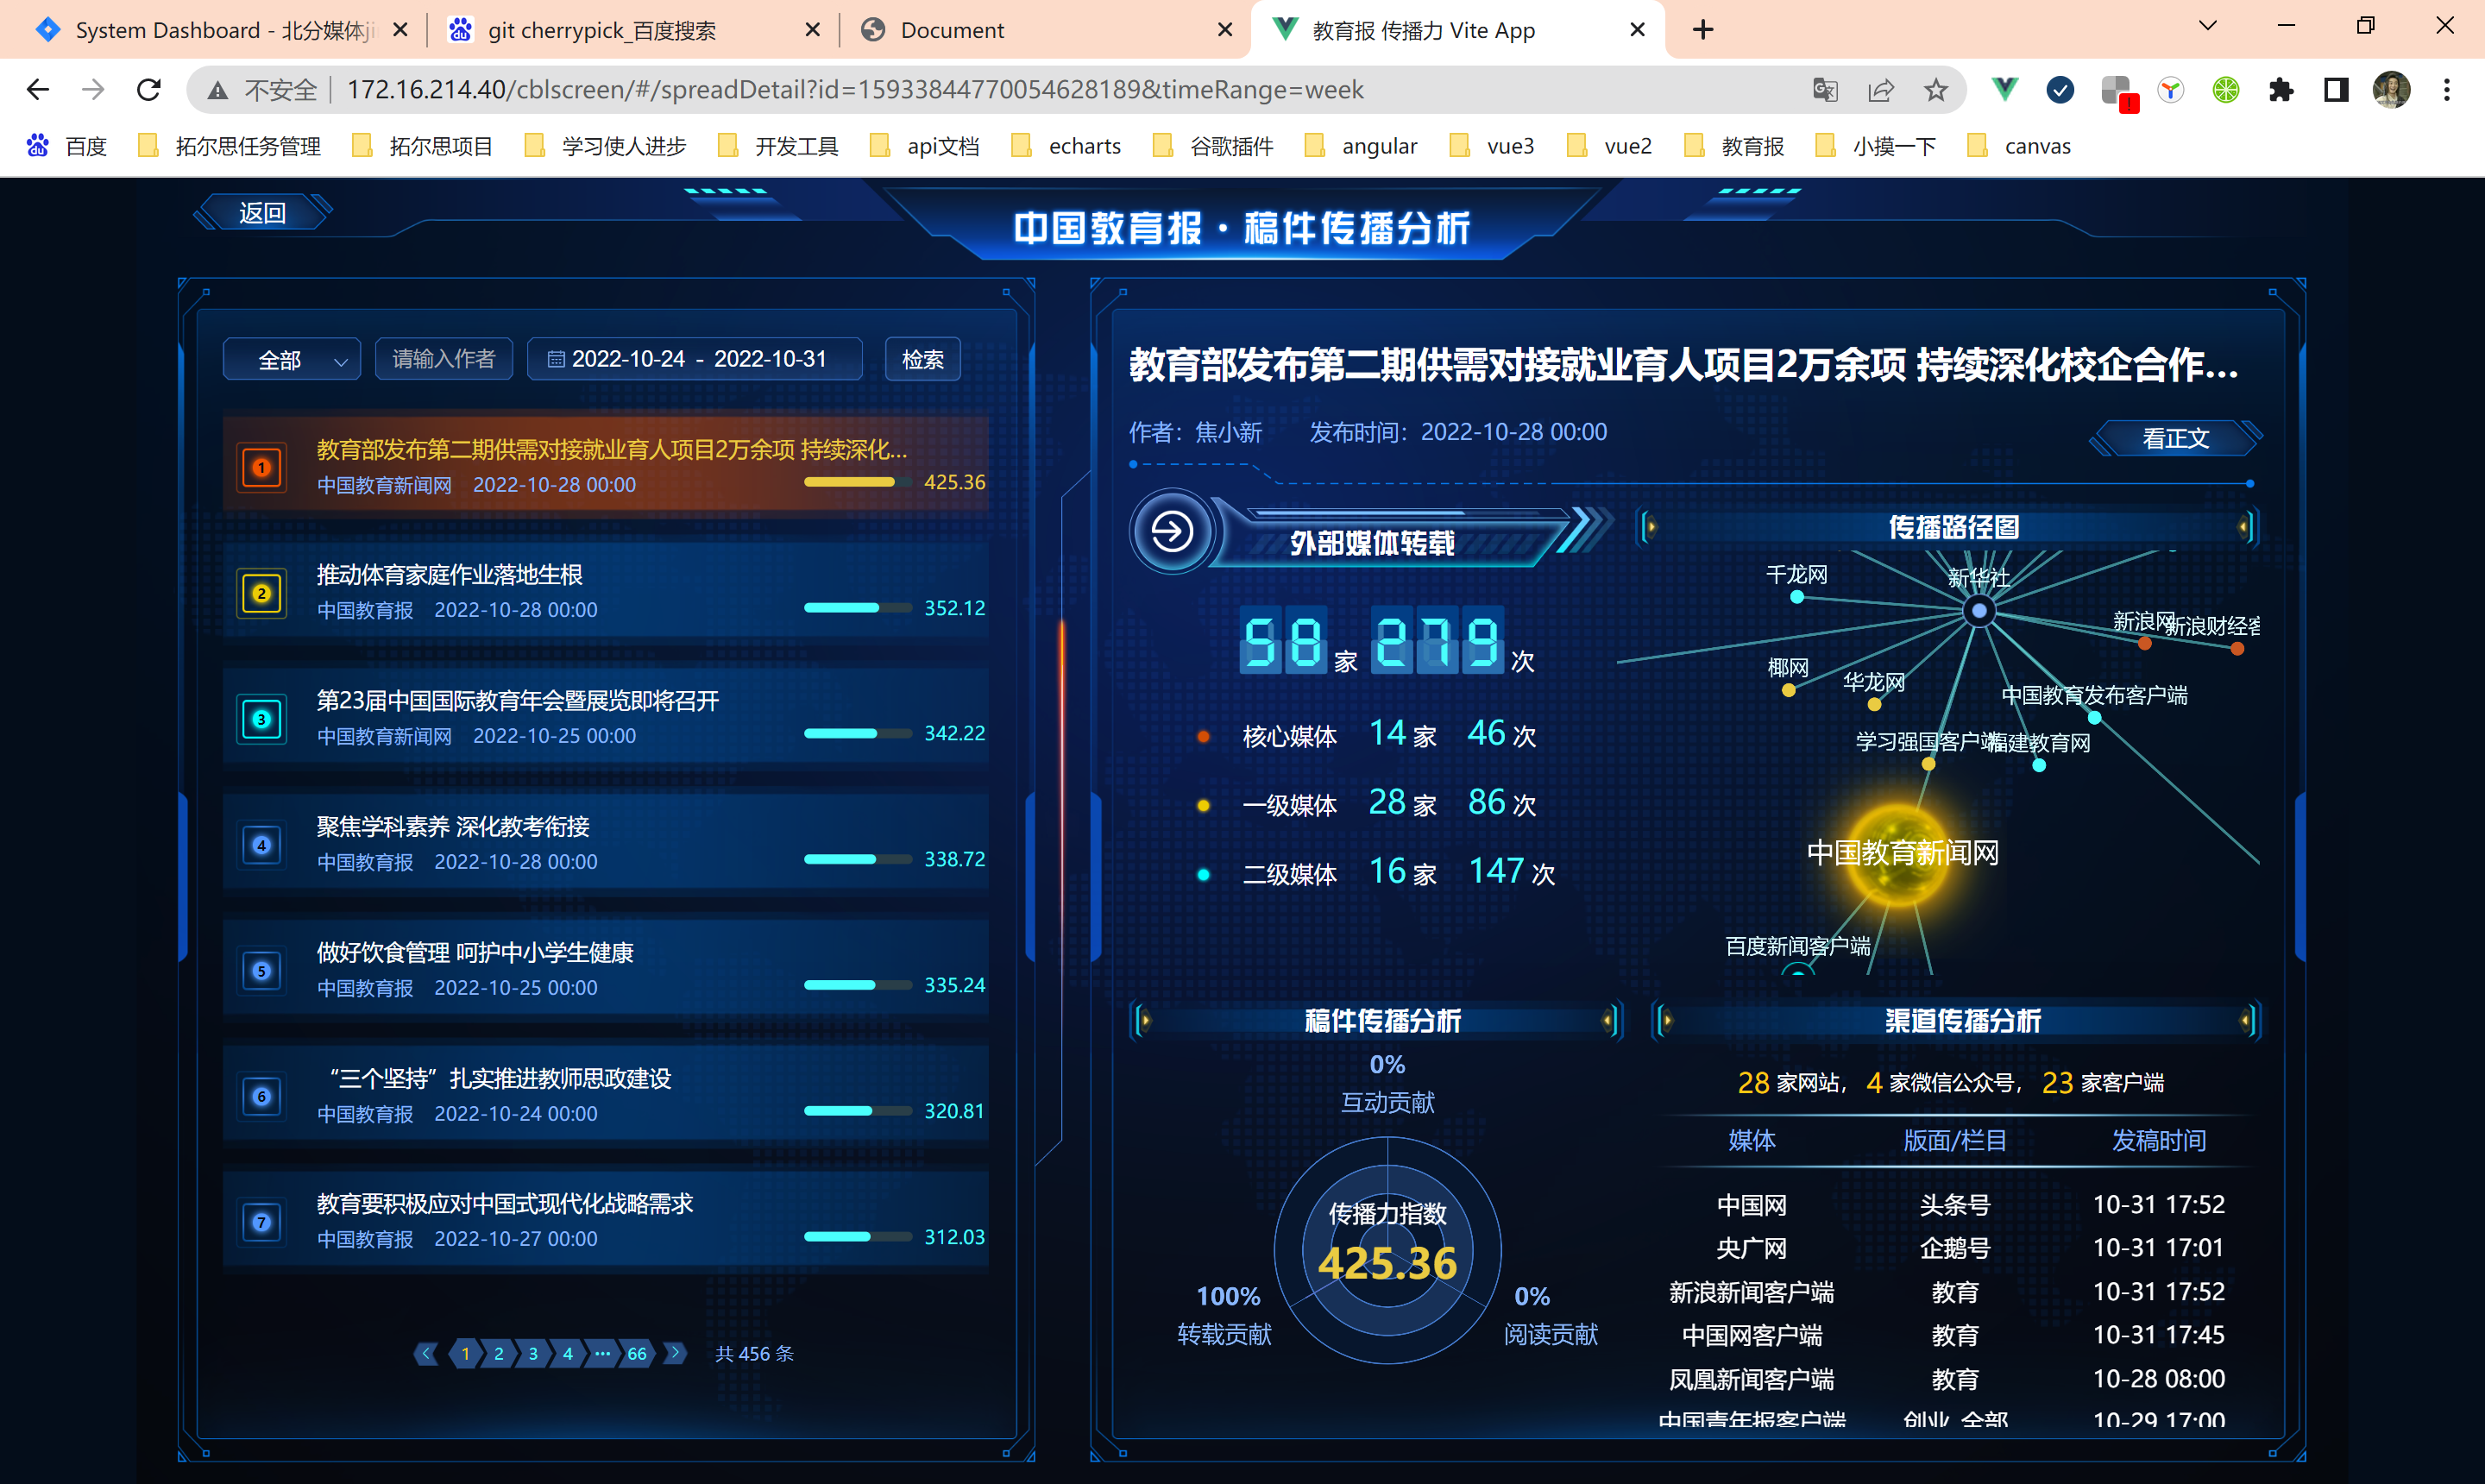 System Dashboard - 北分媒体ji
git cherrypick_百度搜索
Document
教育报 传播力 Vite App
不安全
172.16.214.40/cblscreen/#/spreadDetail?id=1593384477005462818​9&timeRange=week
百度
拓尔思任务管理
拓尔思项目
学习使人进步
开发工具
api文档
echarts
谷歌插件
angular
vue3
vue2
教育报
小摸一下
canvas
返回
中国教育报·稿件传播分析
全部
请输入作者
2022-10-24 - 2022-10-31
检索
1
教育部发布第二期供需对接就业育人项目2万余项 持续深化...
中国教育新闻网 2022-10-28 00:00
425.36
2
推动体育家庭作业落地生根
中国教育报 2022-10-28 00:00
352.12
3
第23届中国国际教育年会暨展览即将召开
中国教育新闻网 2022-10-25 00:00
342.22
4
聚焦学科素养 深化教考衔接
中国教育报 2022-10-28 00:00
338.72
5
做好饮食管理 呵护中小学生健康
中国教育报 2022-10-25 00:00
335.24
6
“三个坚持”扎实推进教师思政建设
中国教育报 2022-10-24 00:00
320.81
7
教育要积极应对中国式现代化战略需求
中国教育报 2022-10-27 00:00
312.03
1 2 3 4 ··· 66
共 456 条
教育部发布第二期供需对接就业育人项目2万余项 持续深化校企合作...
作者：焦小新 发布时间：2022-10-28 00:00
看正文
外部媒体转载
58 家 279 次
核心媒体 14 家 46 次
一级媒体 28 家 86 次
二级媒体 16 家 147 次
传播路径图
千龙网
新华社
新浪网
新浪财经客
椰网
华龙网
中国教育发布客户端
学习强国客户端
福建教育网
中国教育新闻网
百度新闻客户端
稿件传播分析
0%
互动贡献
传播力指数
425.36
100%
转载贡献
0%
阅读贡献
渠道传播分析
28 家网站， 4 家微信公众号， 23 家客户端
媒体 版面/栏目 发稿时间
中国网 头条号 10-31 17:52
央广网 企鹅号 10-31 17:01
新浪新闻客户端 教育 10-31 17:52
中国网客户端 教育 10-31 17:45
凤凰新闻客户端 教育 10-28 08:00
中国青年报客户端 创业_全部 10-29 17:00